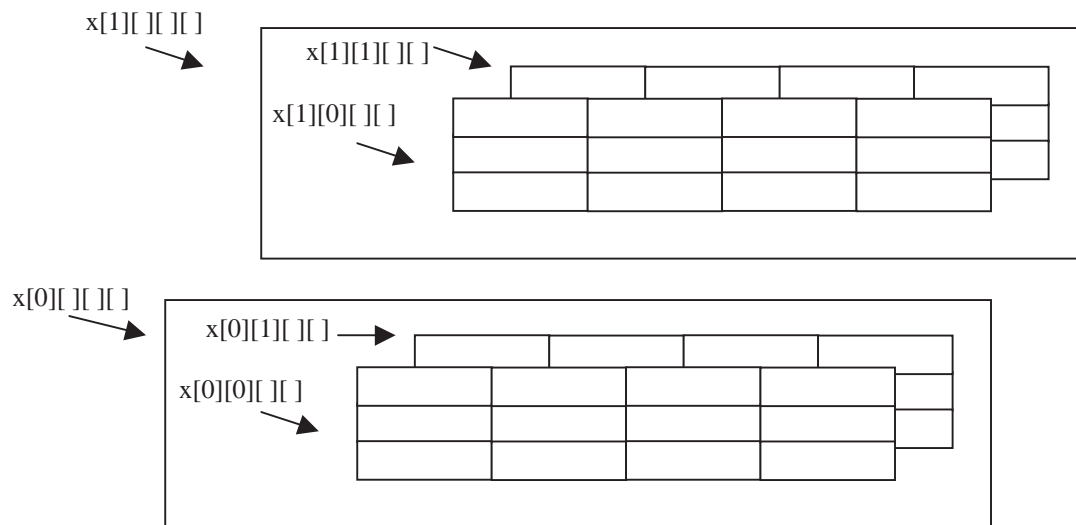 x[1][ ][ ][ ]
x[1][1][ ][ ]
x[1][0][ ][ ]
x[0][ ][ ][ ]
x[0][1][ ][ ]
x[0][0][ ][ ]